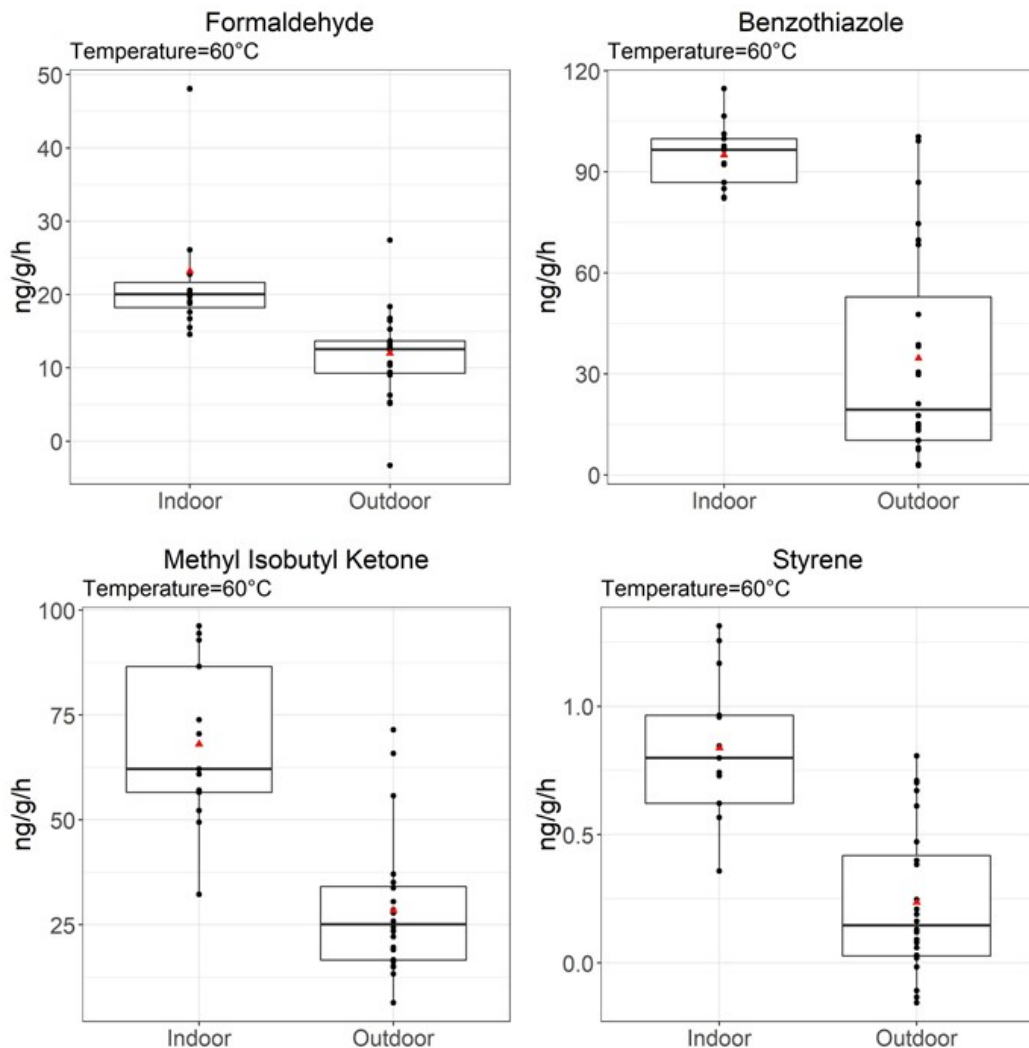 Formaldehyde
Temperature=60°C
ng/g/h
50
40
30
20
10
0
Indoor
Outdoor
Benzothiazole
Temperature=60°C
120
90
60
30
0
Indoor
Outdoor
Methyl Isobutyl Ketone
Temperature=60°C
ng/g/h
100
75
50
25
Indoor
Outdoor
Styrene
Temperature=60°C
ng/g/h
1.0
0.5
0.0
Indoor
Outdoor